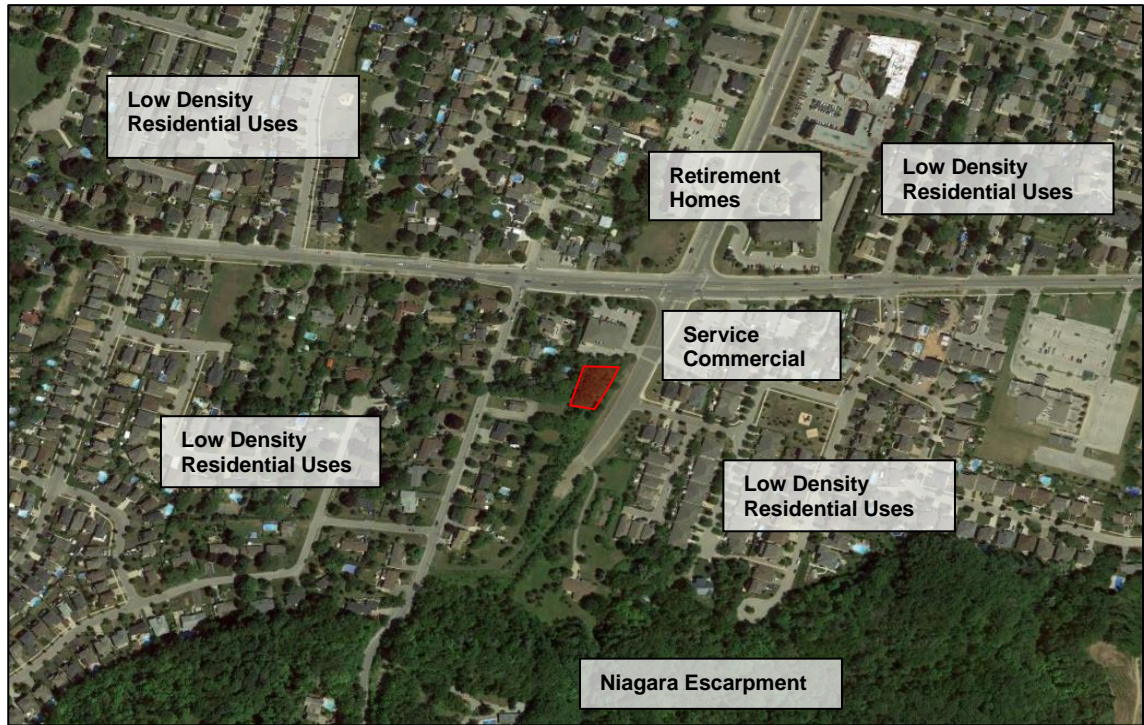 Low Density
Residential Uses
Retirement
Homes
Low Density
Residential Uses
Service
Commercial
Low Density
Residential Uses
Low Density
Residential Uses
Niagara Escarpment